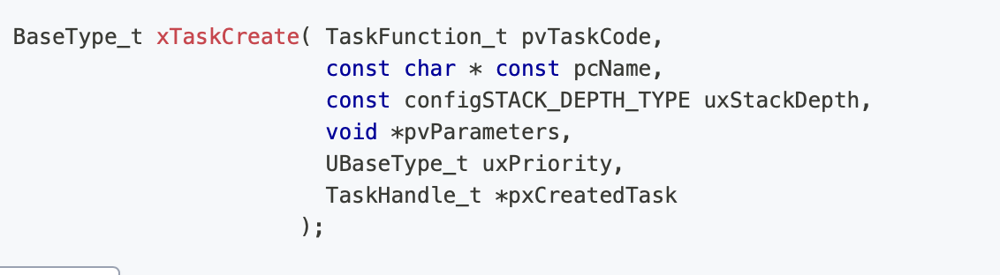 BaseType_t xTaskCreate( TaskFunction_t pvTaskCode,
const char * const pcName,
const configSTACK_DEPTH_TYPE uxStackDepth,
void *pvParameters,
UBaseType_t uxPriority,
TaskHandle_t *pxCreatedTask
);